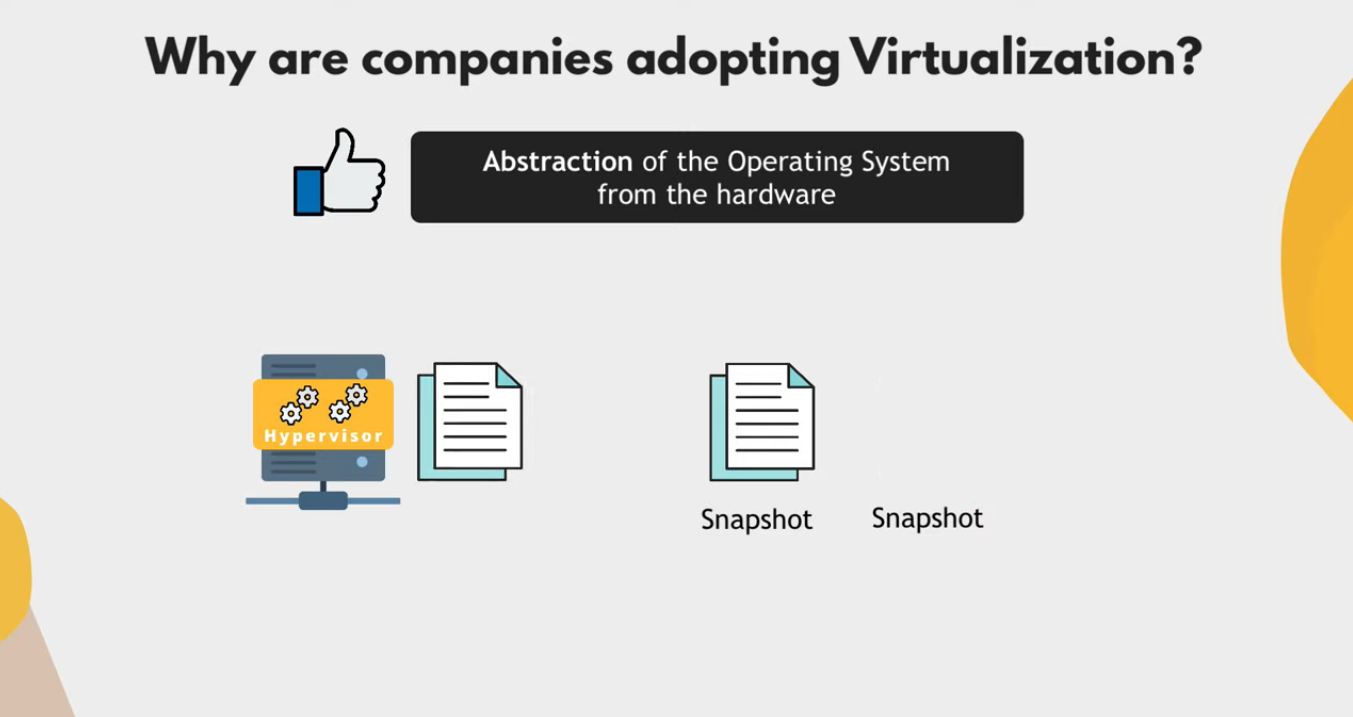 Why are companies adopting Virtualization?
Abstraction of the Operating System
from the hardware
Hypervisor
Snapshot
Snapshot